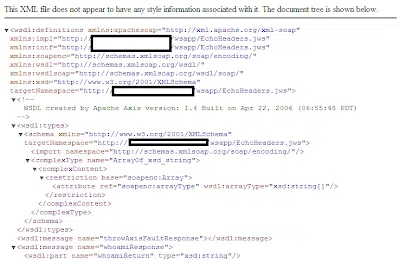 This XML file does not appear to have any style information associated with it. The document tree is shown below.
▼<wsdl:definitions xmlns:apachesoap="http://xml.apache.org/xml-soap"
xmlns:impl="http:// wsapp/EchoHeaders.jws"
xmlns:intf="http:// /wsapp/EchoHeaders.jws"
xmlns:soapenc="http://schemas.xmlsoap.org/soap/encoding/"
xmlns:wsdl="http://schemas.xmlsoap.org/wsdl/"
xmlns:wsdlsoap="http://schemas.xmlsoap.org/wsdl/soap/"
xmlns:xsd="http://www.w3.org/2001/XMLSchema"
targetNamespace="http:// /wsapp/EchoHeaders.jws">
▼<!--
WSDL created by Apache Axis version: 1.4 Built on Apr 22, 2006 (06:55:48 PDT)
-->
▼<wsdl:types>
▼<schema xmlns="http://www.w3.org/2001/XMLSchema"
targetNamespace="http:// wsapp/EchoHeaders.jws">
<import namespace="http://schemas.xmlsoap.org/soap/encoding/"/>
▼<complexType name="ArrayOf_xsd_string">
▼<complexContent>
▼<restriction base="soapenc:Array">
<attribute ref="soapenc:arrayType" wsdl:arrayType="xsd:string[]"/>
</restriction>
</complexContent>
</complexType>
</schema>
</wsdl:types>
<wsdl:message name="throwAxisFaultResponse"></wsdl:message>
▼<wsdl:message name="whoamiResponse">
<wsdl:part name="whoamiReturn" type="xsd:string"/>